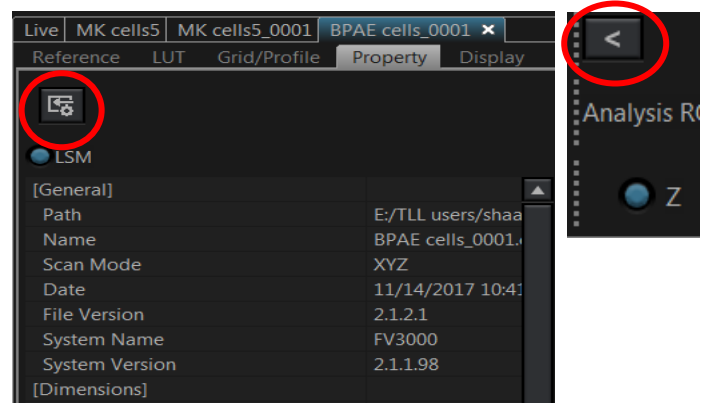 Live MK cells5 MK cells5_0001 BPAE cells_0001 ×
Reference LUT Grid/Profile Property Display
LSM
[General]
Path E:/TLL users/shaa
Name BPAE cells_0001.
Scan Mode XYZ
Date 11/14/2017 10:41
File Version 2.1.2.1
System Name FV3000
System Version 2.1.1.98
[Dimensions]
<
Analysis RO
Z